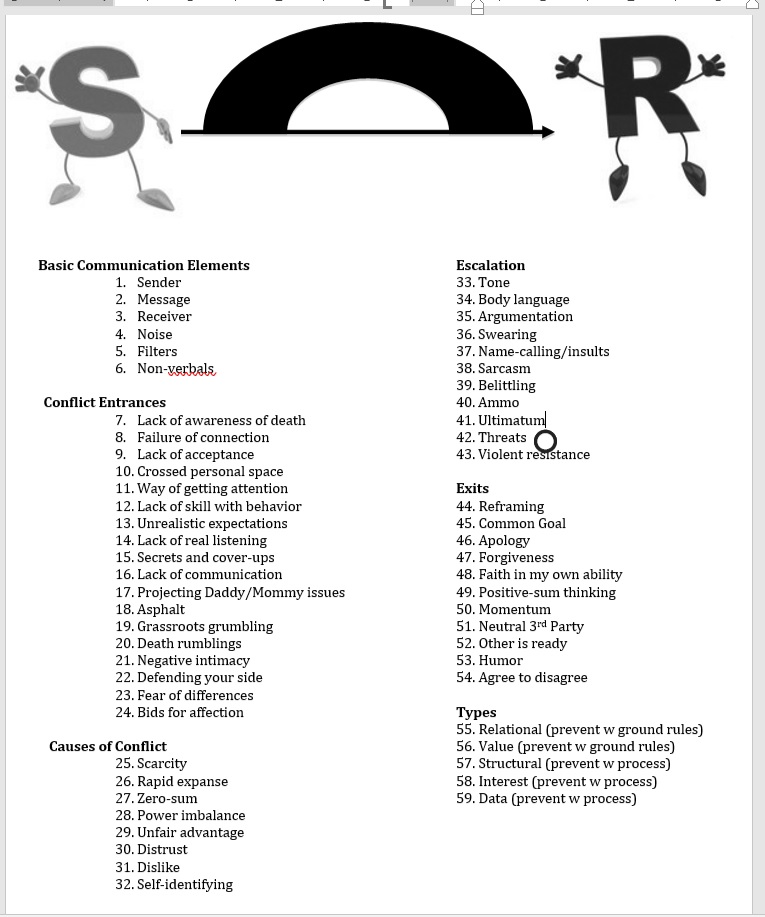 S R
Basic Communication Elements
1. Sender
2. Message
3. Receiver
4. Noise
5. Filters
6. Non-verbals
Conflict Entrances
7. Lack of awareness of death
8. Failure of connection
9. Lack of acceptance
10. Crossed personal space
11. Way of getting attention
12. Lack of skill with behavior
13. Unrealistic expectations
14. Lack of real listening
15. Secrets and cover-ups
16. Lack of communication
17. Projecting Daddy/Mommy issues
18. Asphalt
19. Grassroots grumbling
20. Death rumblings
21. Negative intimacy
22. Defending your side
23. Fear of differences
24. Bids for affection
Causes of Conflict
25. Scarcity
26. Rapid expanse
27. Zero-sum
28. Power imbalance
29. Unfair advantage
30. Distrust
31. Dislike
32. Self-identifying
Escalation
33. Tone
34. Body language
35. Argumentation
36. Swearing
37. Name-calling/insults
38. Sarcasm
39. Belittling
40. Ammo
41. Ultimatum
42. Threats
43. Violent resistance
Exits
44. Reframing
45. Common Goal
46. Apology
47. Forgiveness
48. Faith in my own ability
49. Positive-sum thinking
50. Momentum
51. Neutral 3rd Party
52. Other is ready
53. Humor
54. Agree to disagree
Types
55. Relational (prevent w ground rules)
56. Value (prevent w ground rules)
57. Structural (prevent w process)
58. Interest (prevent w process)
59. Data (prevent w process)